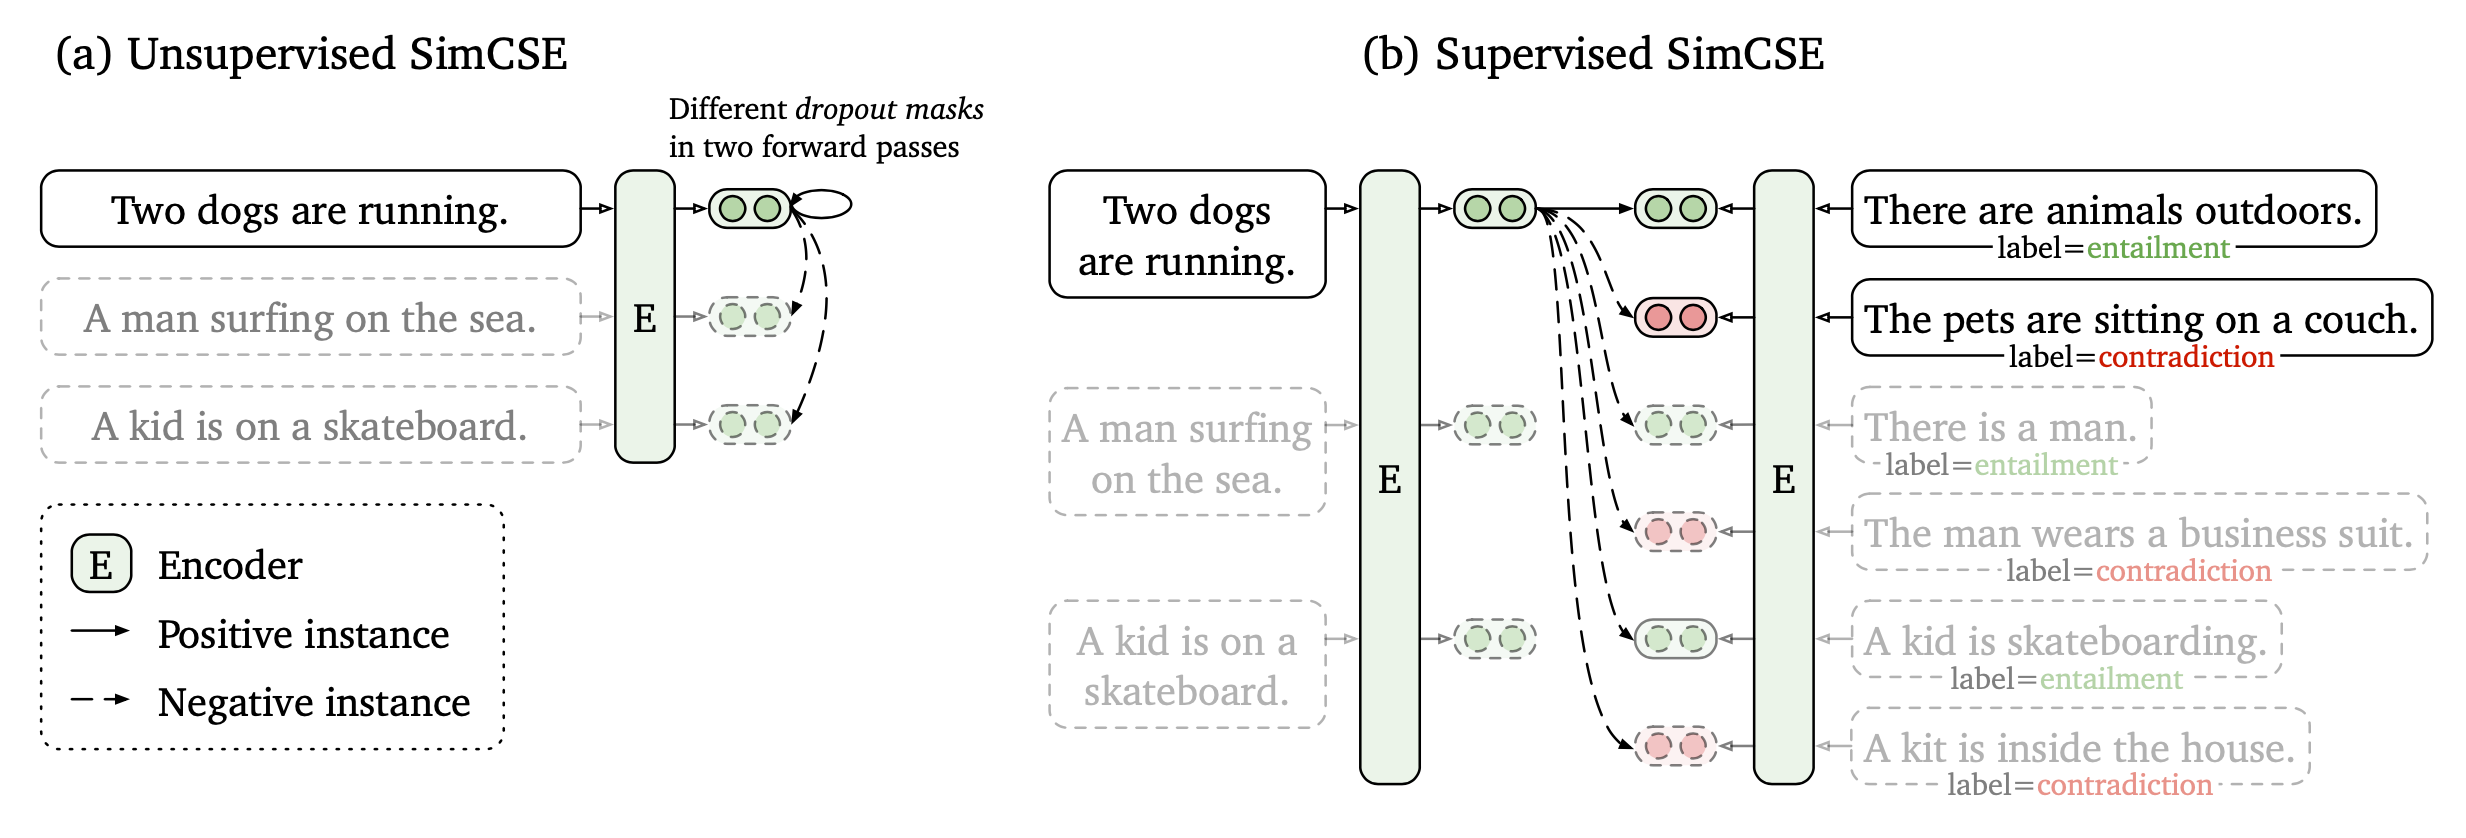 (a) Unsupervised SimCSE
Different dropout masks
in two forward passes
Two dogs are running.
A man surfing on the sea.
A kid is on a skateboard.
E
E Encoder
Positive instance
Negative instance
(b) Supervised SimCSE
Two dogs
are running.
A man surfing
on the sea.
A kid is on a
skateboard.
E
E
There are animals outdoors.
label=entailment
The pets are sitting on a couch.
label=contradiction
There is a man.
label=entailment
The man wears a business suit.
label=contradiction
A kid is skateboarding.
label=entailment
A kit is inside the house.
label=contradiction